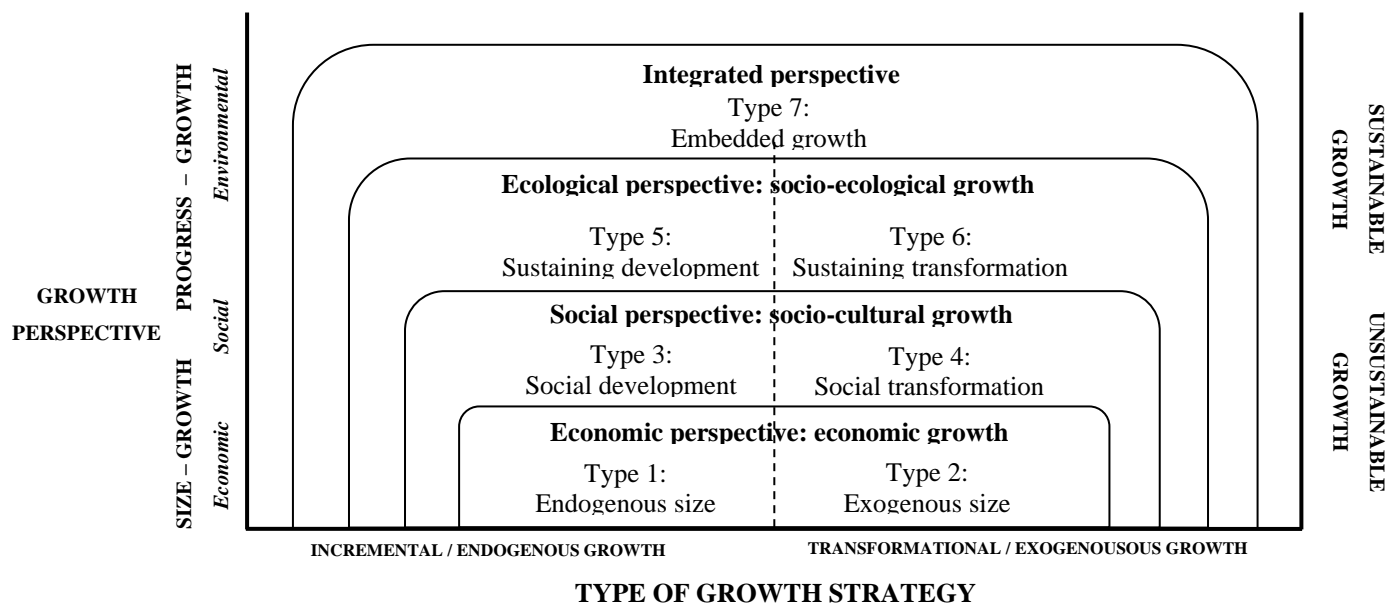 Integrated perspective
Type 7:
Embedded growth
Ecological perspective: socio-ecological growth
Type 5:
Sustaining development
Type 6:
Sustaining transformation
Social perspective: socio-cultural growth
Type 3:
Social development
Type 4:
Social transformation
Economic perspective: economic growth
Type 1:
Endogenous size
Type 2:
Exogenous size
GROWTH
PERSPECTIVE
PROGRESS – GROWTH
SIZE – GROWTH
Environmental
Social
Economic
SUSTAINABLE
GROWTH
UNSUSTAINABLE
GROWTH
INCREMENTAL / ENDOGENOUS GROWTH
TRANSFORMATIONAL / EXOGENOUSOUS GROWTH
TYPE OF GROWTH STRATEGY